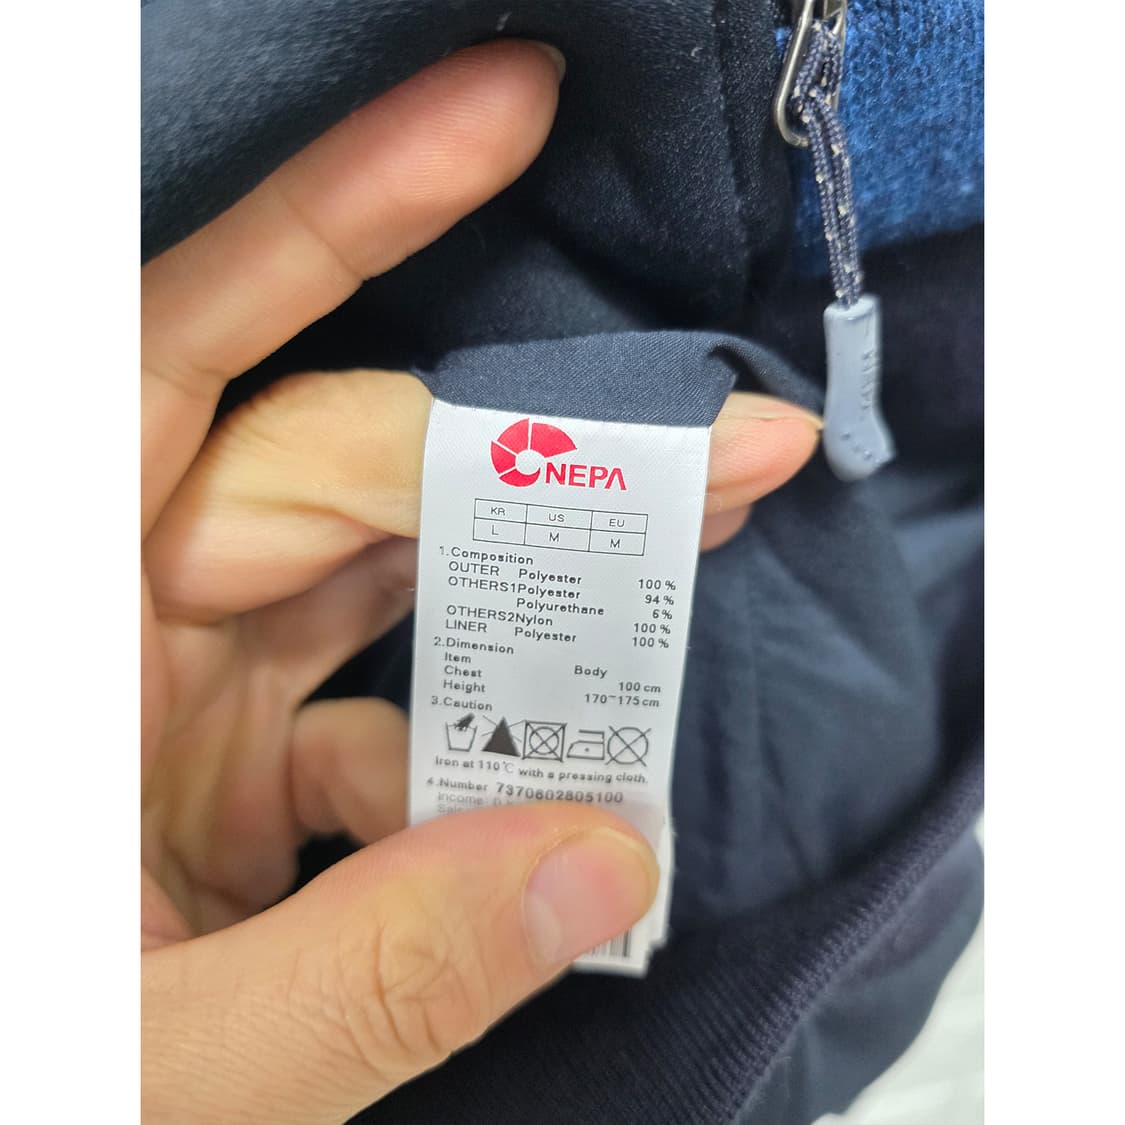 NEPA
KR US EU
L M M
1.Composition
OUTER Polyester 100 %
OTHERS1Polyester 94 %
Polyurethane 6 %
OTHERS2Nylon 100 %
LINER Polyester 100 %
2.Dimension
Item Body
Chest 100 cm
Height 170~175 cm
3.Caution
Iron at 110℃ with a pressing cloth.
4.Number 7370602805100
Income: